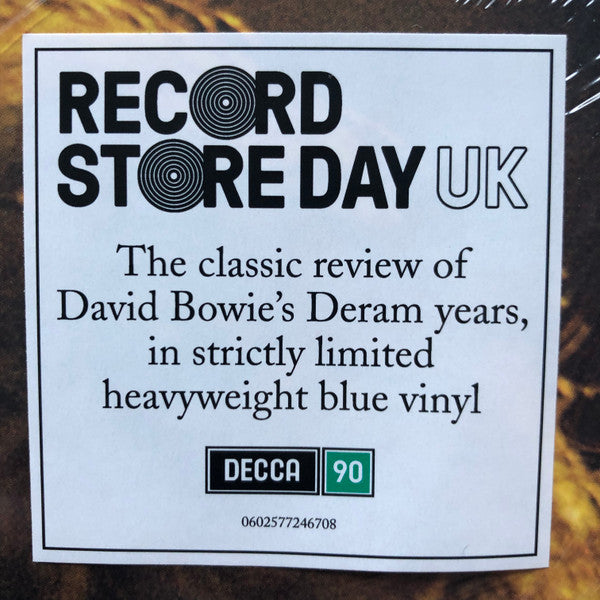 RECORD
STORE DAY UK
The classic review of
David Bowie's Deram years,
in strictly limited
heavyweight blue vinyl
DECCA 90
0602577246708